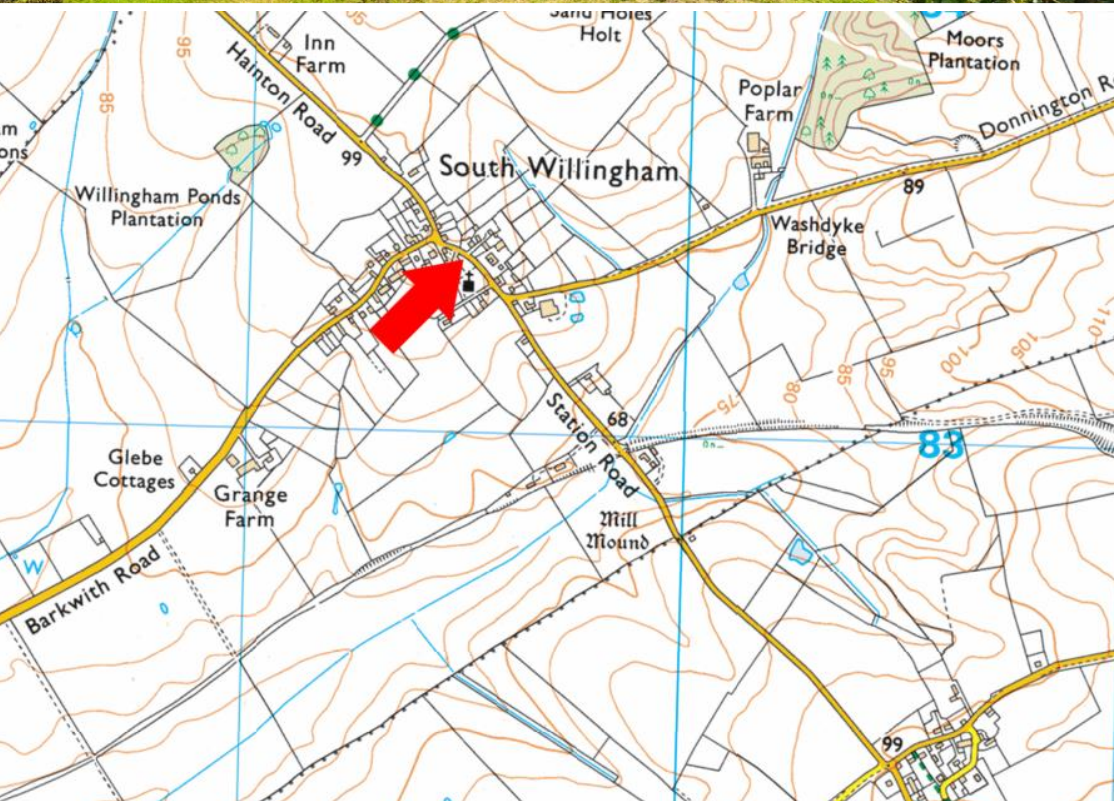 Sand Holes
Holt
Moors
Plantation
95
95
85
Inn
Farm
Hainton Road
Poplar
Farm
Donnington
99
South Willingham
89
Willingham Ponds
Plantation
Washdyke
Bridge
110
105
100
95
85
80
75
Station Road
68
83
Glebe
Cottages
Grange
Farm
Mill
Mound
W
Barkwith Road
99